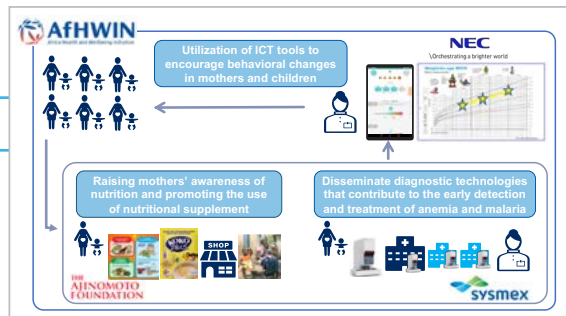 AfHWIN
Africa Health and Wellbeing Initiative
Utilization of ICT tools to
encourage behavioral changes
in mothers and children
NEC
\Orchestrating a brighter world
Raising mothers' awareness of
nutrition and promoting the use
of nutritional supplement
Disseminate diagnostic technologies
that contribute to the early detection
and treatment of anemia and malaria
SHOP
THE
AJINOMOTO
FOUNDATION
sysmex